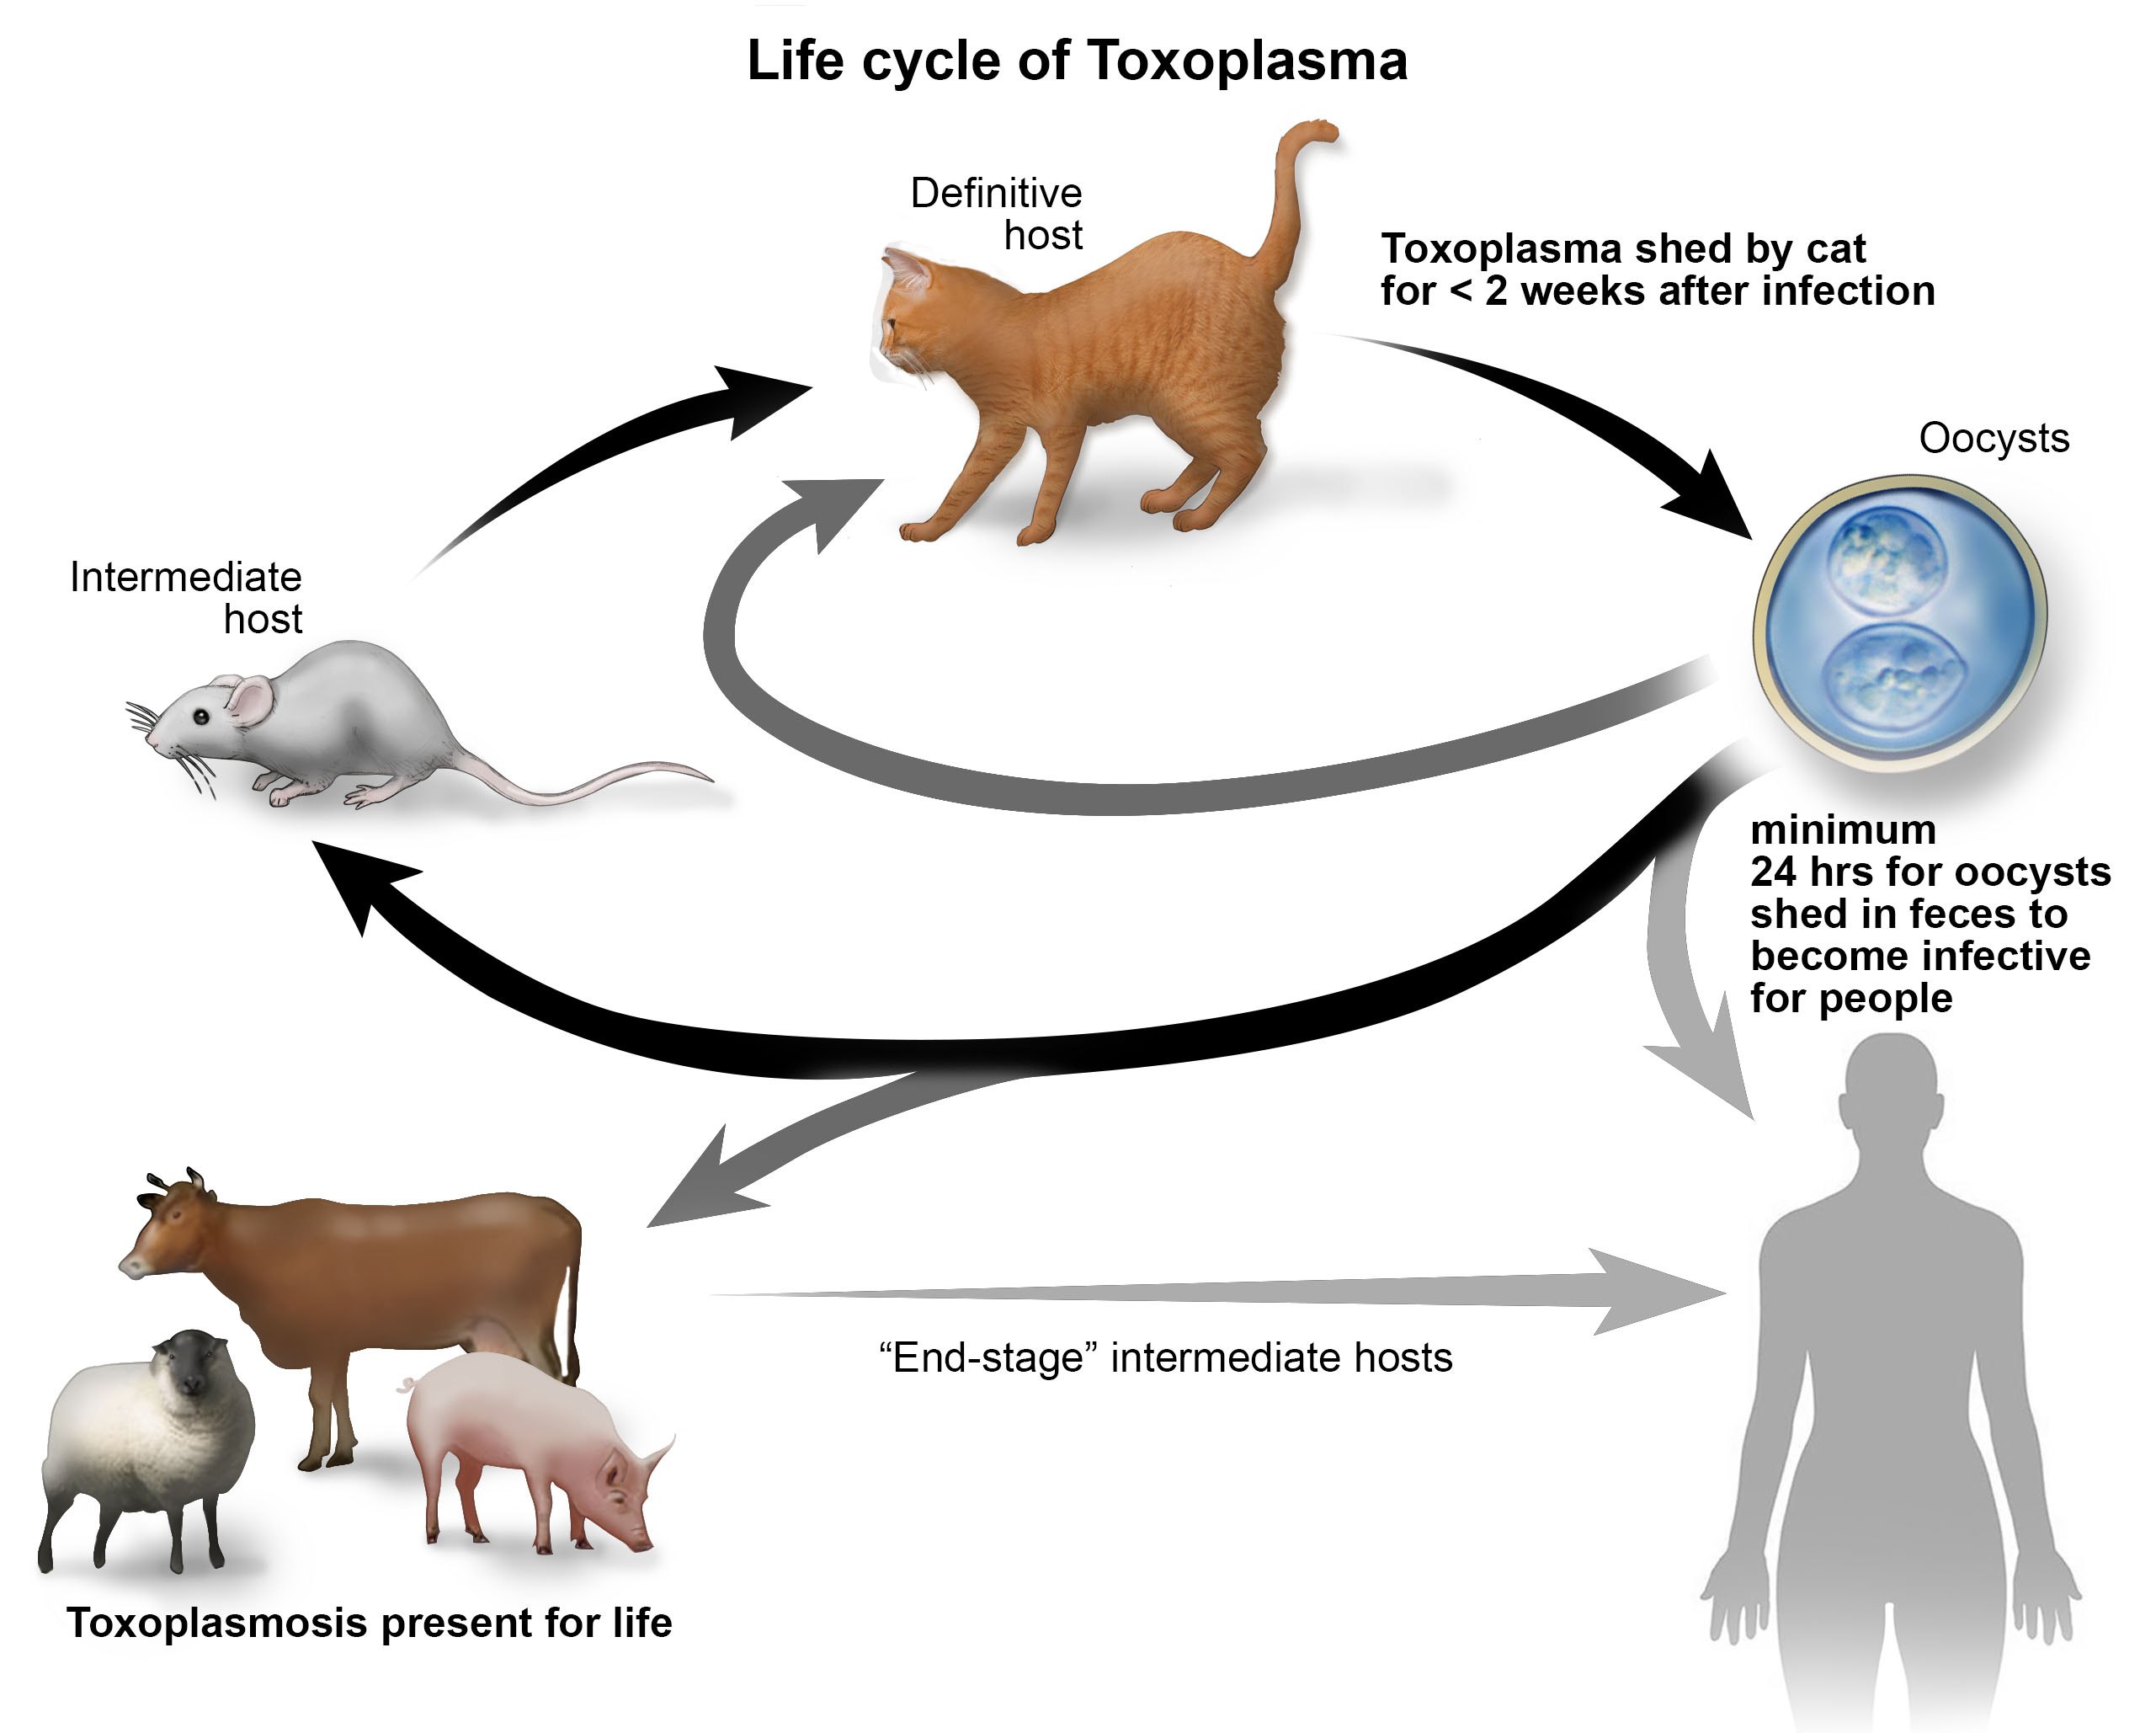 Life cycle of Toxoplasma
Definitive
host
Toxoplasma shed by cat
for < 2 weeks after infection
Oocysts
Intermediate
host
minimum
24 hrs for oocysts
shed in feces to
become infective
for people
“End-stage” intermediate hosts
Toxoplasmosis present for life